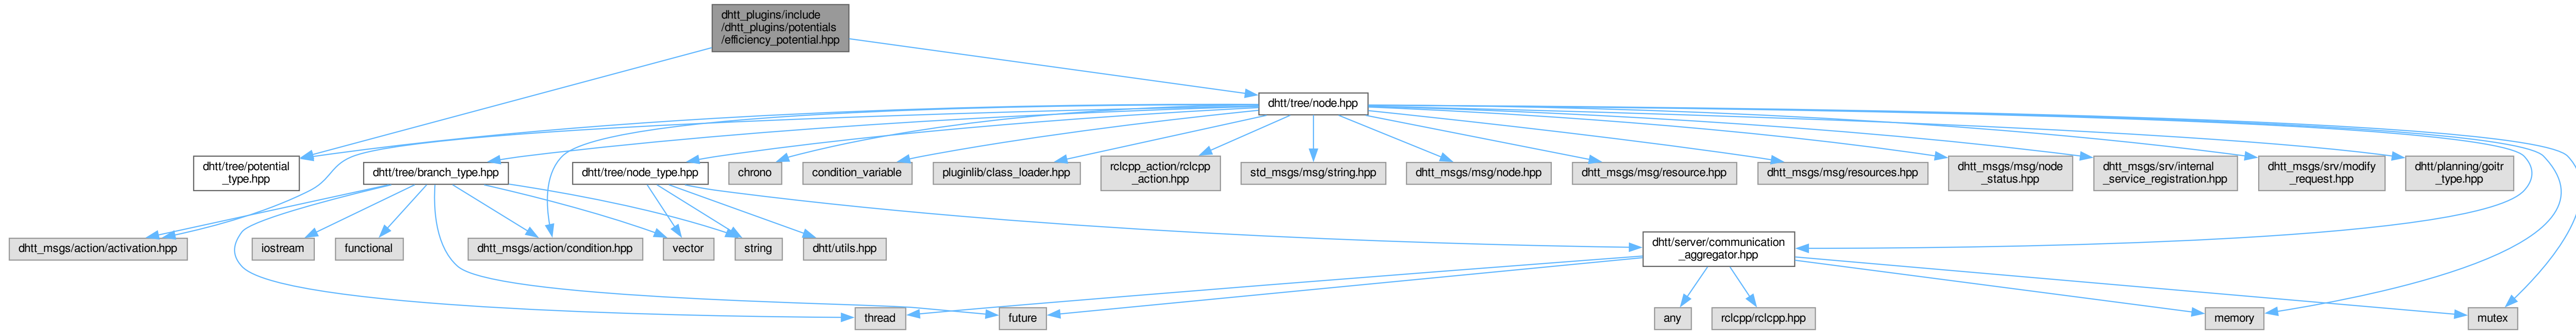 dhtt_plugins/include
/dhtt_plugins/potentials
/efficiency_potential.hpp
dhtt/tree/node.hpp
dhtt/tree/potential
_type.hpp
dhtt/tree/branch_type.hpp
dhtt/tree/node_type.hpp
chrono
condition_variable
pluginlib/class_loader.hpp
rclcpp_action/rclcpp
_action.hpp
std_msgs/msg/string.hpp
dhtt_msgs/msg/node.hpp
dhtt_msgs/msg/resource.hpp
dhtt_msgs/msg/resources.hpp
dhtt_msgs/msg/node
_status.hpp
dhtt_msgs/srv/internal
_service_registration.hpp
dhtt_msgs/srv/modify
_request.hpp
dhtt/planning/goitr
_type.hpp
dhtt_msgs/action/activation.hpp
iostream
functional
dhtt_msgs/action/condition.hpp
vector
string
dhtt/utils.hpp
dhtt/server/communication
_aggregator.hpp
thread
future
any
rclcpp/rclcpp.hpp
memory
mutex